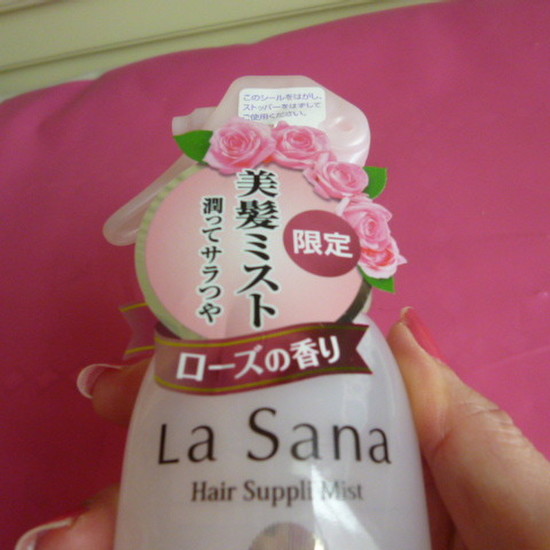 このシールをはがし、
ストッパーをはずして
ご使用ください。
美髪ミスト
潤ってサラつや
限定
ローズの香り
La Sana
Hair Suppli Mist